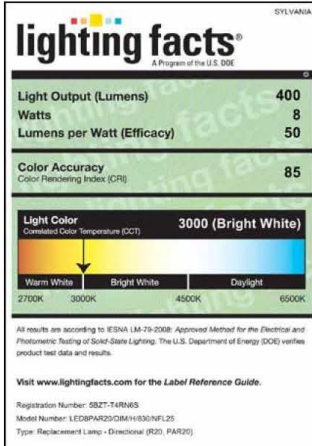 SYLVANIA
lighting facts®
A Program of the U.S. DOE
Light Output (Lumens) 400
Watts 8
Lumens per Watt (Efficacy) 50
Color Accuracy 85
Color Rendering Index (CRI)
Light Color 3000 (Bright White)
Correlated Color Temperature (CCT)
Warm White Bright White Daylight
2700K 3000K 4500K 6500K
All results are according to IESNA LM-79-2008: Approved Method for the Electrical and
Photometric Testing of Solid-State Lighting. The U.S. Department of Energy (DOE) verifies
product test data and results.
Visit www.lightingfacts.com for the Label Reference Guide.
Registration Number: 5BZT-T4RN6S
Model Number: LED8PAR20/DIM/H/830/NFL25
Type: Replacement Lamp - Directional (R20, PAR20)